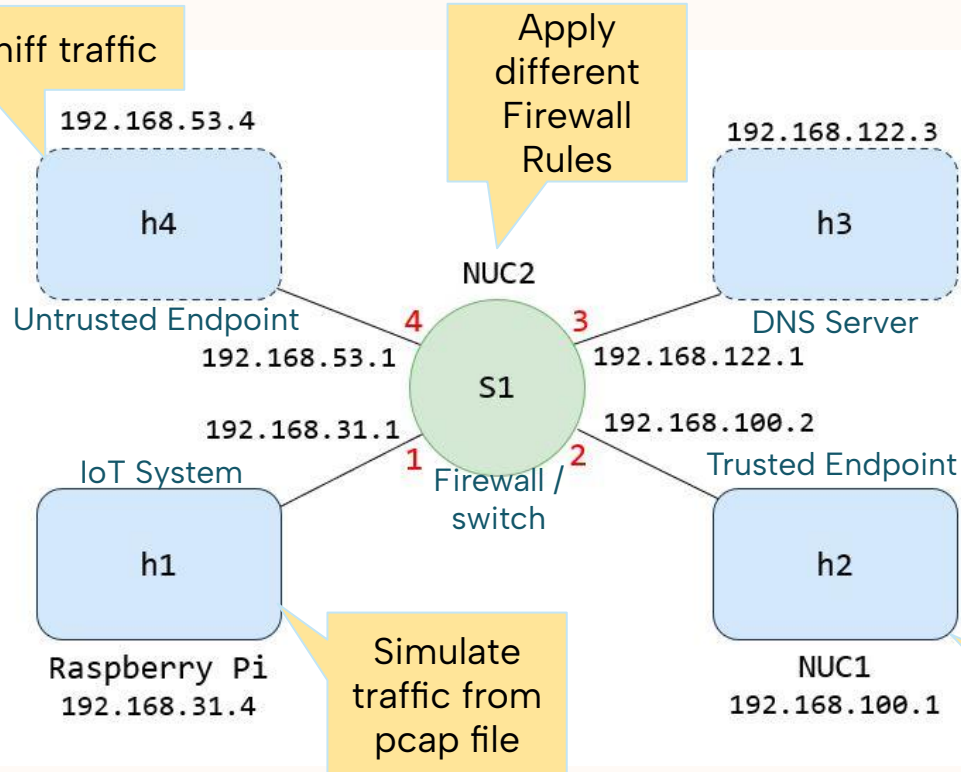 niff traffic
Apply
different
Firewall
Rules
192.168.53.4
192.168.122.3
h4
h3
NUC2
Untrusted Endpoint
4
3
DNS Server
192.168.53.1
192.168.122.1
S1
192.168.31.1
192.168.100.2
IoT System
1
2
Trusted Endpoint
Firewall /
switch
h1
h2
Raspberry Pi
192.168.31.4
Simulate
traffic from
pcap file
NUC1
192.168.100.1